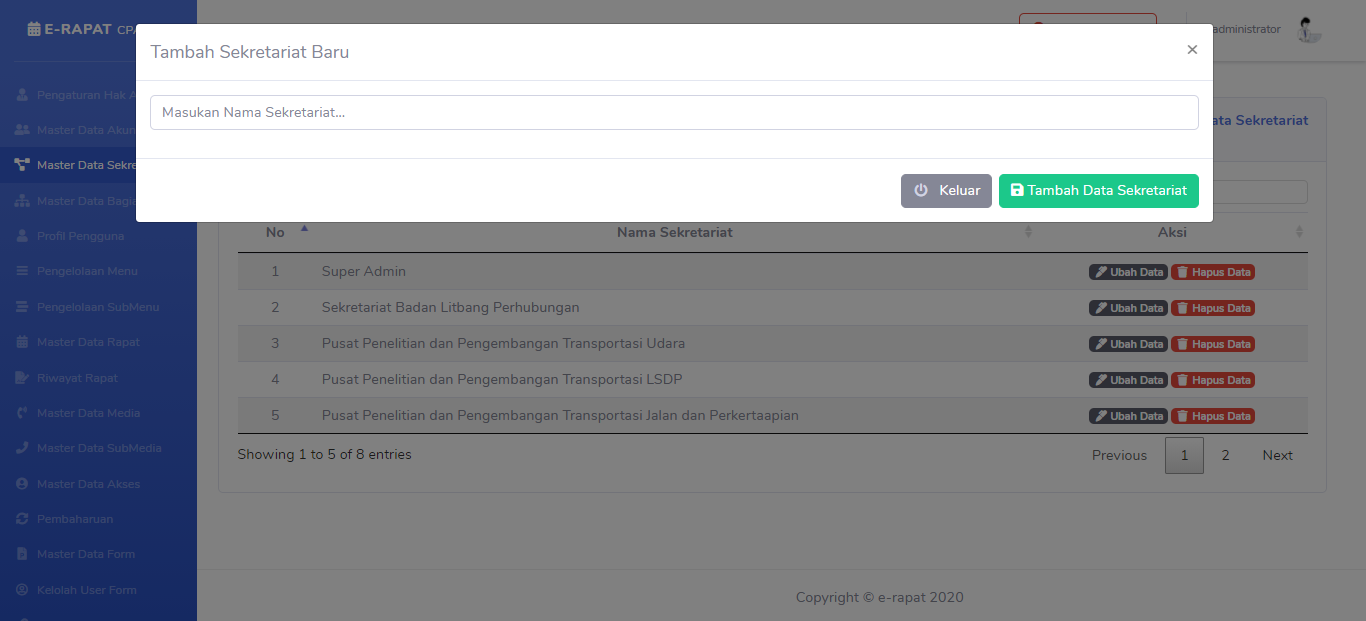 E-RAPAT CPA
administrator
Tambah Sekretariat Baru
×
Masukan Nama Sekretariat...
Keluar
Tambah Data Sekretariat
Pengaturan Hak A
Master Data Akun
Master Data Sekre
Master Data Bagia
Profil Pengguna
Pengelolaan Menu
Pengelolaan SubMenu
Master Data Rapat
Riwayat Rapat
Master Data Media
Master Data SubMedia
Master Data Akses
Pembaharuan
Master Data Form
Kelolah User Form
ata Sekretariat
No Nama Sekretariat Aksi
1 Super Admin Ubah Data Hapus Data
2 Sekretariat Badan Litbang Perhubungan Ubah Data Hapus Data
3 Pusat Penelitian dan Pengembangan Transportasi Udara Ubah Data Hapus Data
4 Pusat Penelitian dan Pengembangan Transportasi LSDP Ubah Data Hapus Data
5 Pusat Penelitian dan Pengembangan Transportasi Jalan dan Perkertaapian Ubah Data Hapus Data
Showing 1 to 5 of 8 entries
Previous 1 2 Next
Copyright © e-rapat 2020